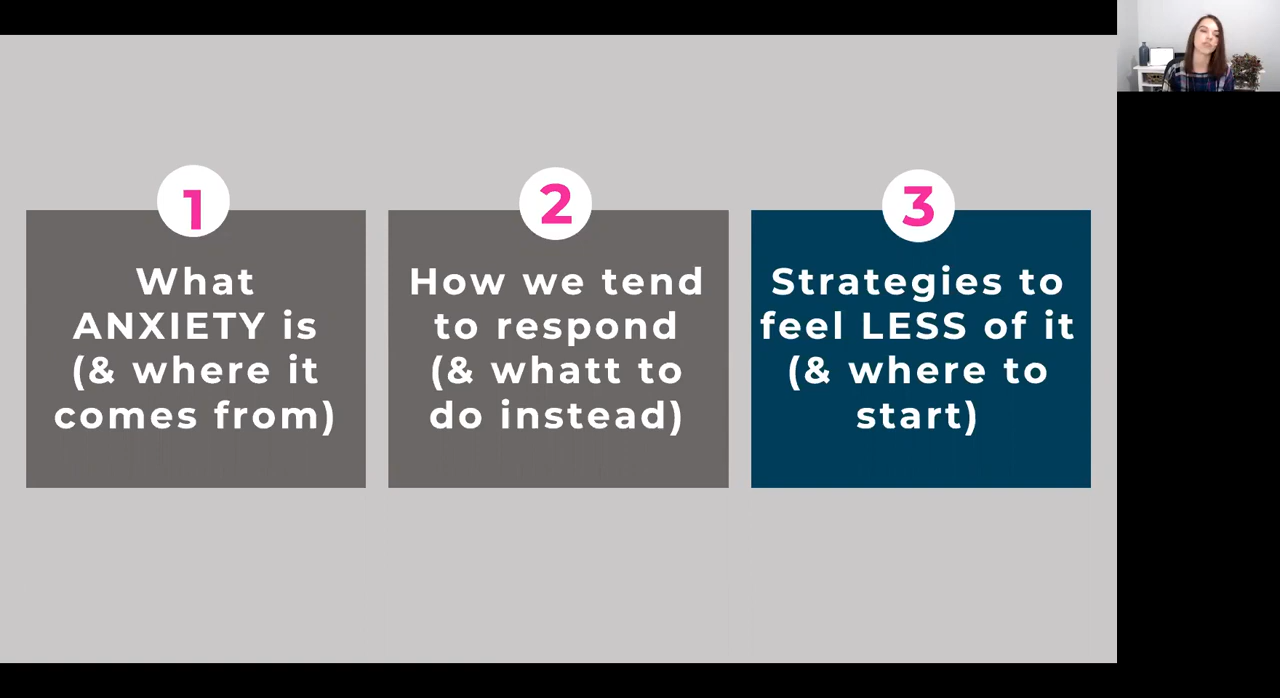 1
What
ANXIETY is
(& where it
comes from)
2
How we tend
to respond
(& whatt to
do instead)
3
Strategies to
feel LESS of it
(& where to
start)